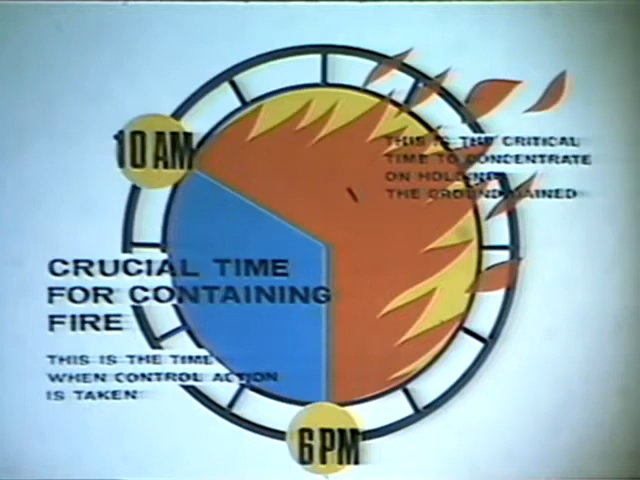 10 AM
THIS IS THE CRITICAL
TIME TO CONCENTRATE
ON HOLDING
THE GROUND GAINED
CRUCIAL TIME
FOR CONTAINING
FIRE
THIS IS THE TIME
WHEN CONTROL ACTION
IS TAKEN
6 PM